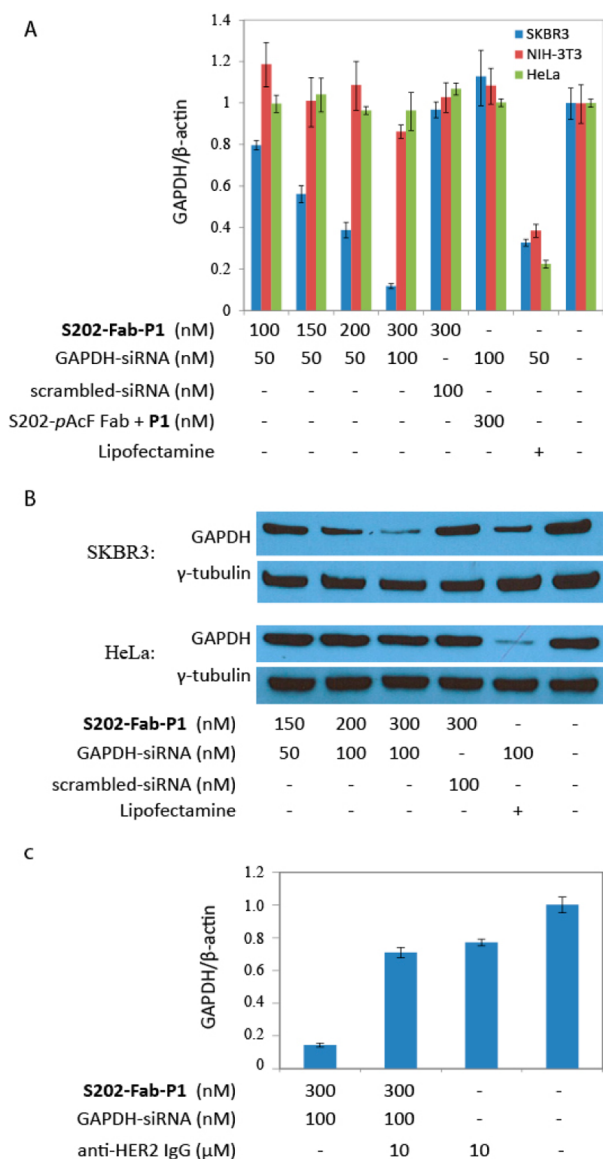 A
SKBR3
NIH-3T3
HeLa
1.4
1.2
1
0.8
0.6
0.4
0.2
0
GAPDH/β-actin
S202-Fab-P1 (nM) 100 150 200 300 300 - - -
GAPDH-siRNA (nM) 50 50 50 100 - 100 50 -
scrambled-siRNA (nM) - - - - 100 - - -
S202-pAcF Fab + P1 (nM) - - - - - 300 - -
Lipofectamine - - - - - - + -
B
SKBR3:
GAPDH
γ-tubulin
HeLa:
GAPDH
γ-tubulin
S202-Fab-P1 (nM) 150 200 300 300 - -
GAPDH-siRNA (nM) 50 100 100 - 100 -
scrambled-siRNA (nM) - - - 100 - -
Lipofectamine - - - - + -
C
1.2
1.0
0.8
0.6
0.4
0.2
0
GAPDH/β-actin
S202-Fab-P1 (nM) 300 300 - -
GAPDH-siRNA (nM) 100 100 - -
anti-HER2 IgG (μM) - 10 10 -